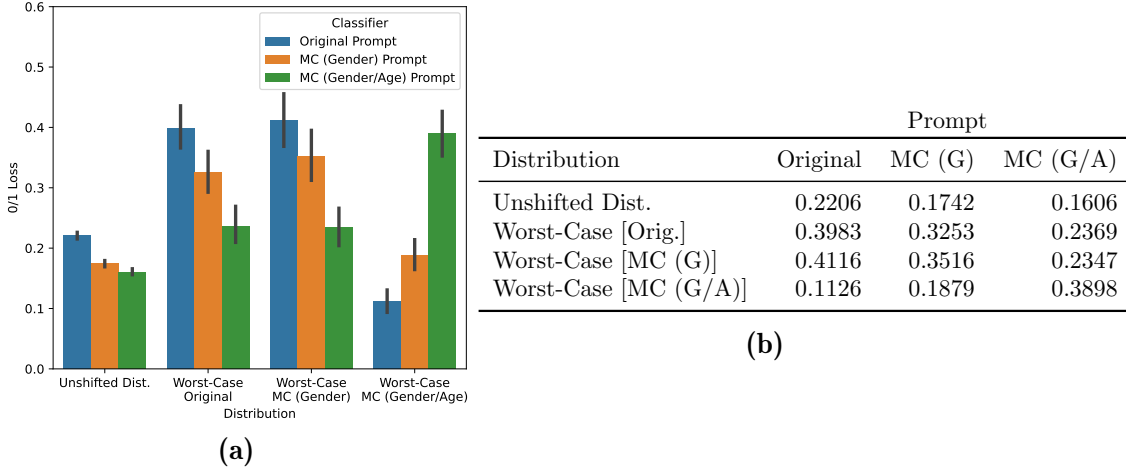 0.6
0.5
0.4
0.3
0.2
0.1
0.0
0/1 Loss
Classifier
Original Prompt
MC (Gender) Prompt
MC (Gender/Age) Prompt
Unshifted Dist.
Worst-Case
Original
Worst-Case
MC (Gender)
Worst-Case
MC (Gender/Age)
Distribution
(a)
Prompt
Distribution Original MC (G) MC (G/A)
Unshifted Dist. 0.2206 0.1742 0.1606
Worst-Case [Orig.] 0.3983 0.3253 0.2369
Worst-Case [MC (G)] 0.4116 0.3516 0.2347
Worst-Case [MC (G/A)] 0.1126 0.1879 0.3898
(b)